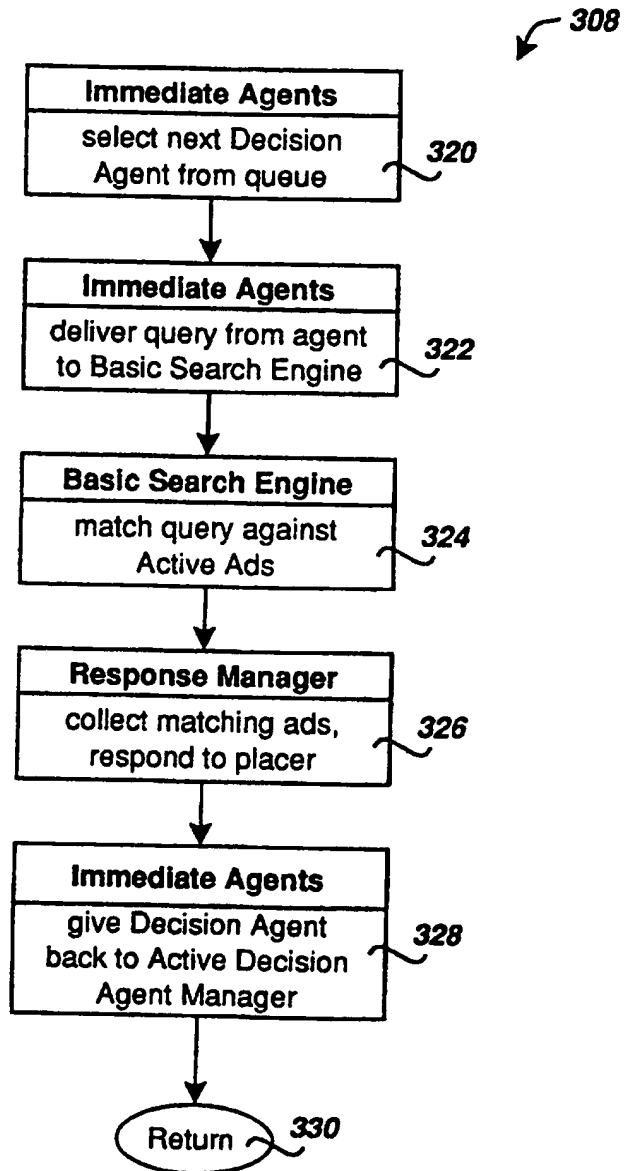 308
Immediate Agents
select next Decision
Agent from queue
320
Immediate Agents
deliver query from agent
to Basic Search Engine
322
Basic Search Engine
match query against
Active Ads
324
Response Manager
collect matching ads,
respond to placer
326
Immediate Agents
give Decision Agent
back to Active Decision
Agent Manager
328
Return
330